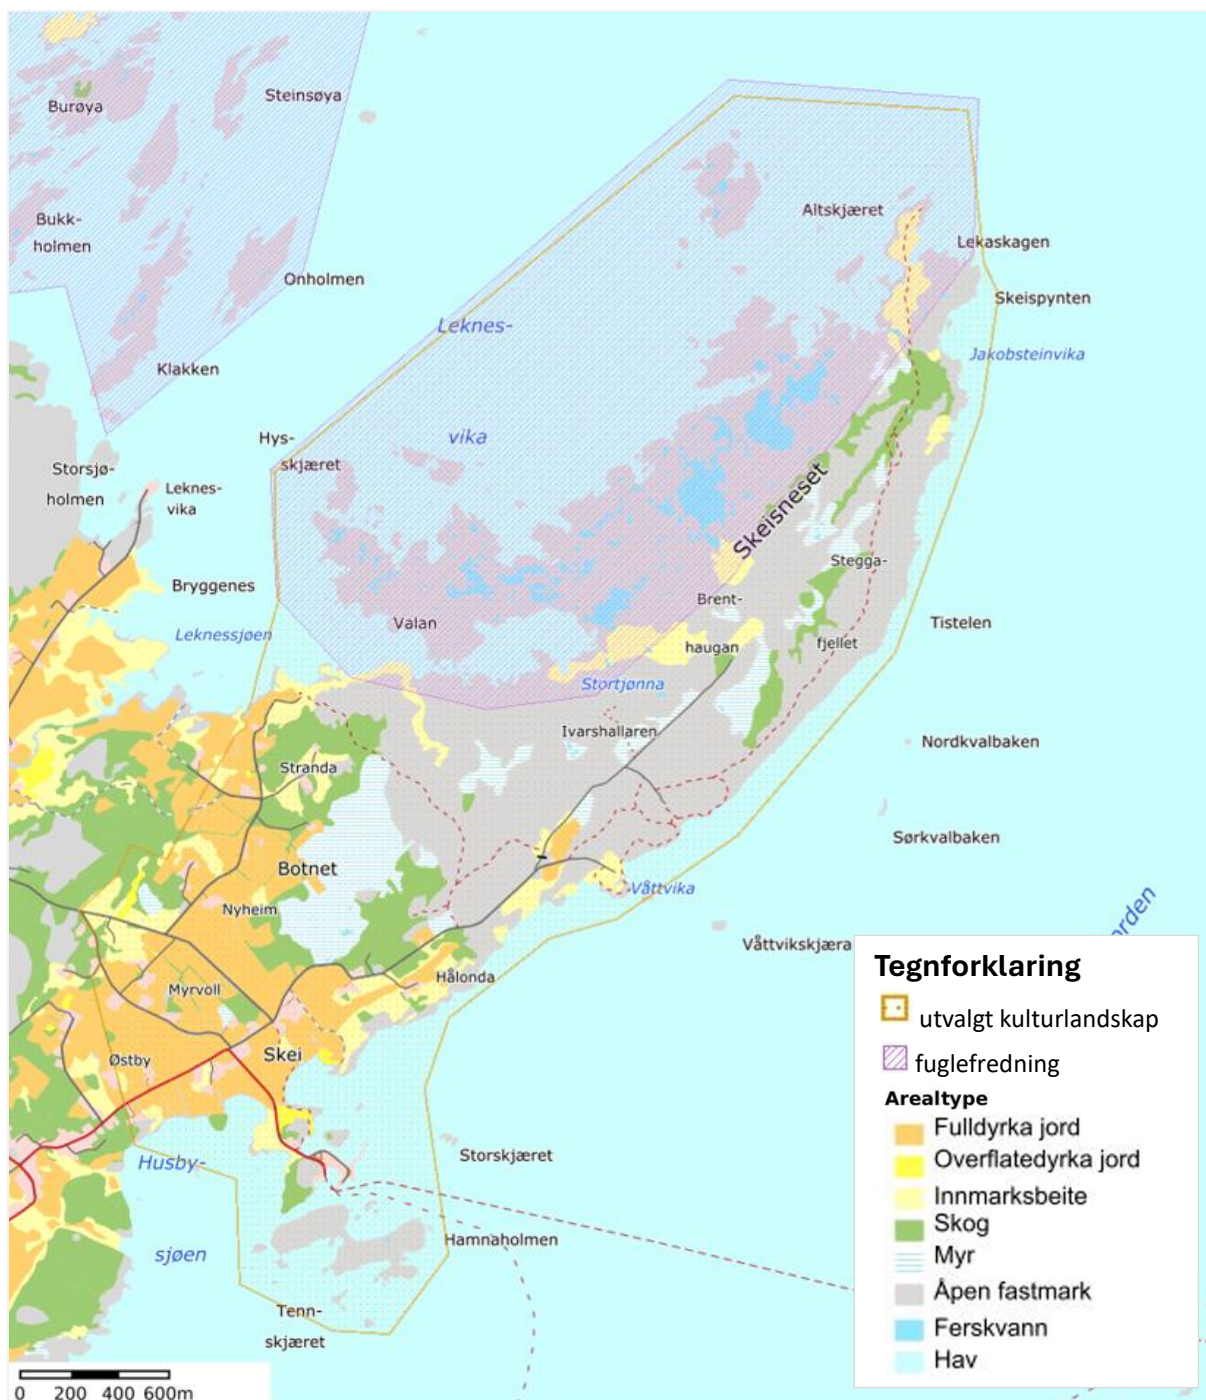 Steinsøya
Burøya
Altskjæret
Bukk-
holmen
Lekaskagen
Onholmen
Skeispynten
Leknes-
Jakobsteinvika
Klakken
Hys-
vika
skjæret
Storsjø-
holmen
Leknes-
vika
Skeisneset
Stegga-
Bryggenes
Brent-
Valan
Tistelen
Leknessjøen
haugan
fjellet
Stortjønna
Ivarshallaren
Nordkvalbaken
Stranda
Sørkvalbaken
Botnet
Våttvika
Nyheim
orden
Våttvikskjæra
Hålonda
Myrvoll
Skei
Østby
Storskjæret
Husby-
Hamnaholmen
sjøen
Tenn-
skjæret
0 200 400 600m
Tegnforklaring
utvalgt kulturlandskap
fuglefredning
Arealtype
Fulldyrka jord
Overflatedyrka jord
Innmarksbeite
Skog
Myr
Åpen fastmark
Ferskvann
Hav